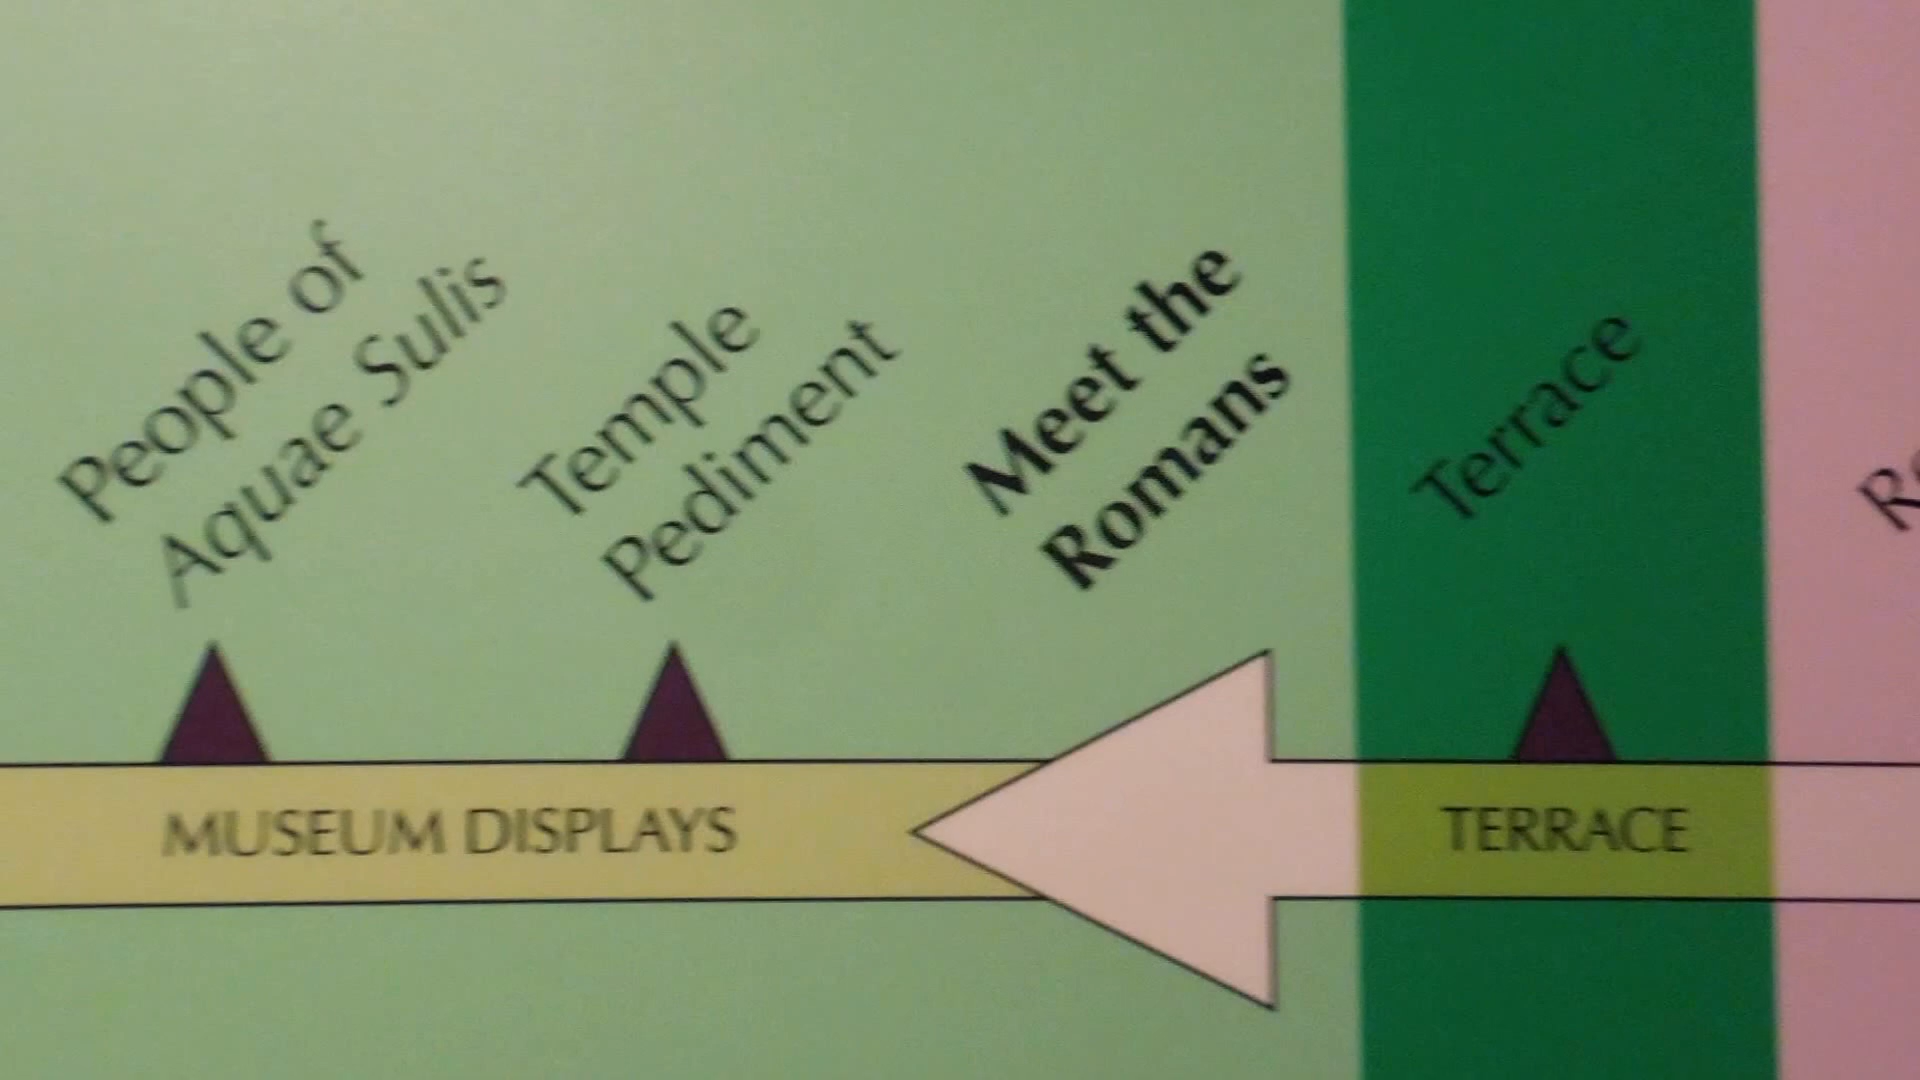 People of
Aquae Sulis
Temple
Pediment
Meet the
Romans
Terrace
MUSEUM DISPLAYS
TERRACE